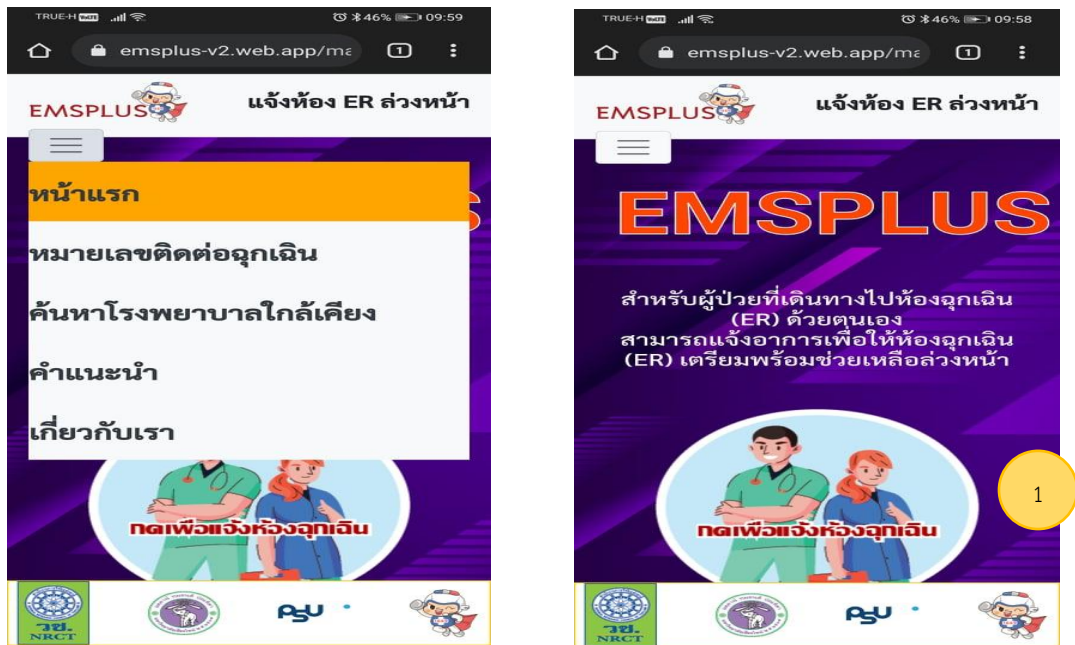 TRUE-H VoLTE 46% 09:59
emsplus-v2.web.app/ma 1
EMSPLUS
แจ้งห้อง ER ล่วงหน้า
หน้าแรก
หมายเลขติดต่อฉุกเฉิน
ค้นหาโรงพยาบาลใกล้เคียง
คำแนะนำ
เกี่ยวกับเรา
กดเพื่อแจ้งห้องฉุกเฉิน
วช.
NRCT
PSU
TRUE-H VoLTE 46% 09:58
emsplus-v2.web.app/ma 1
EMSPLUS
แจ้งห้อง ER ล่วงหน้า
EMSPLUS
สำหรับผู้ป่วยที่เดินทางไปห้องฉุกเฉิน
(ER) ด้วยตนเอง
สามารถแจ้งอาการเพื่อให้ห้องฉุกเฉิน
(ER) เตรียมพร้อมช่วยเหลือล่วงหน้า
กดเพื่อแจ้งห้องฉุกเฉิน
1
วช.
NRCT
PSU